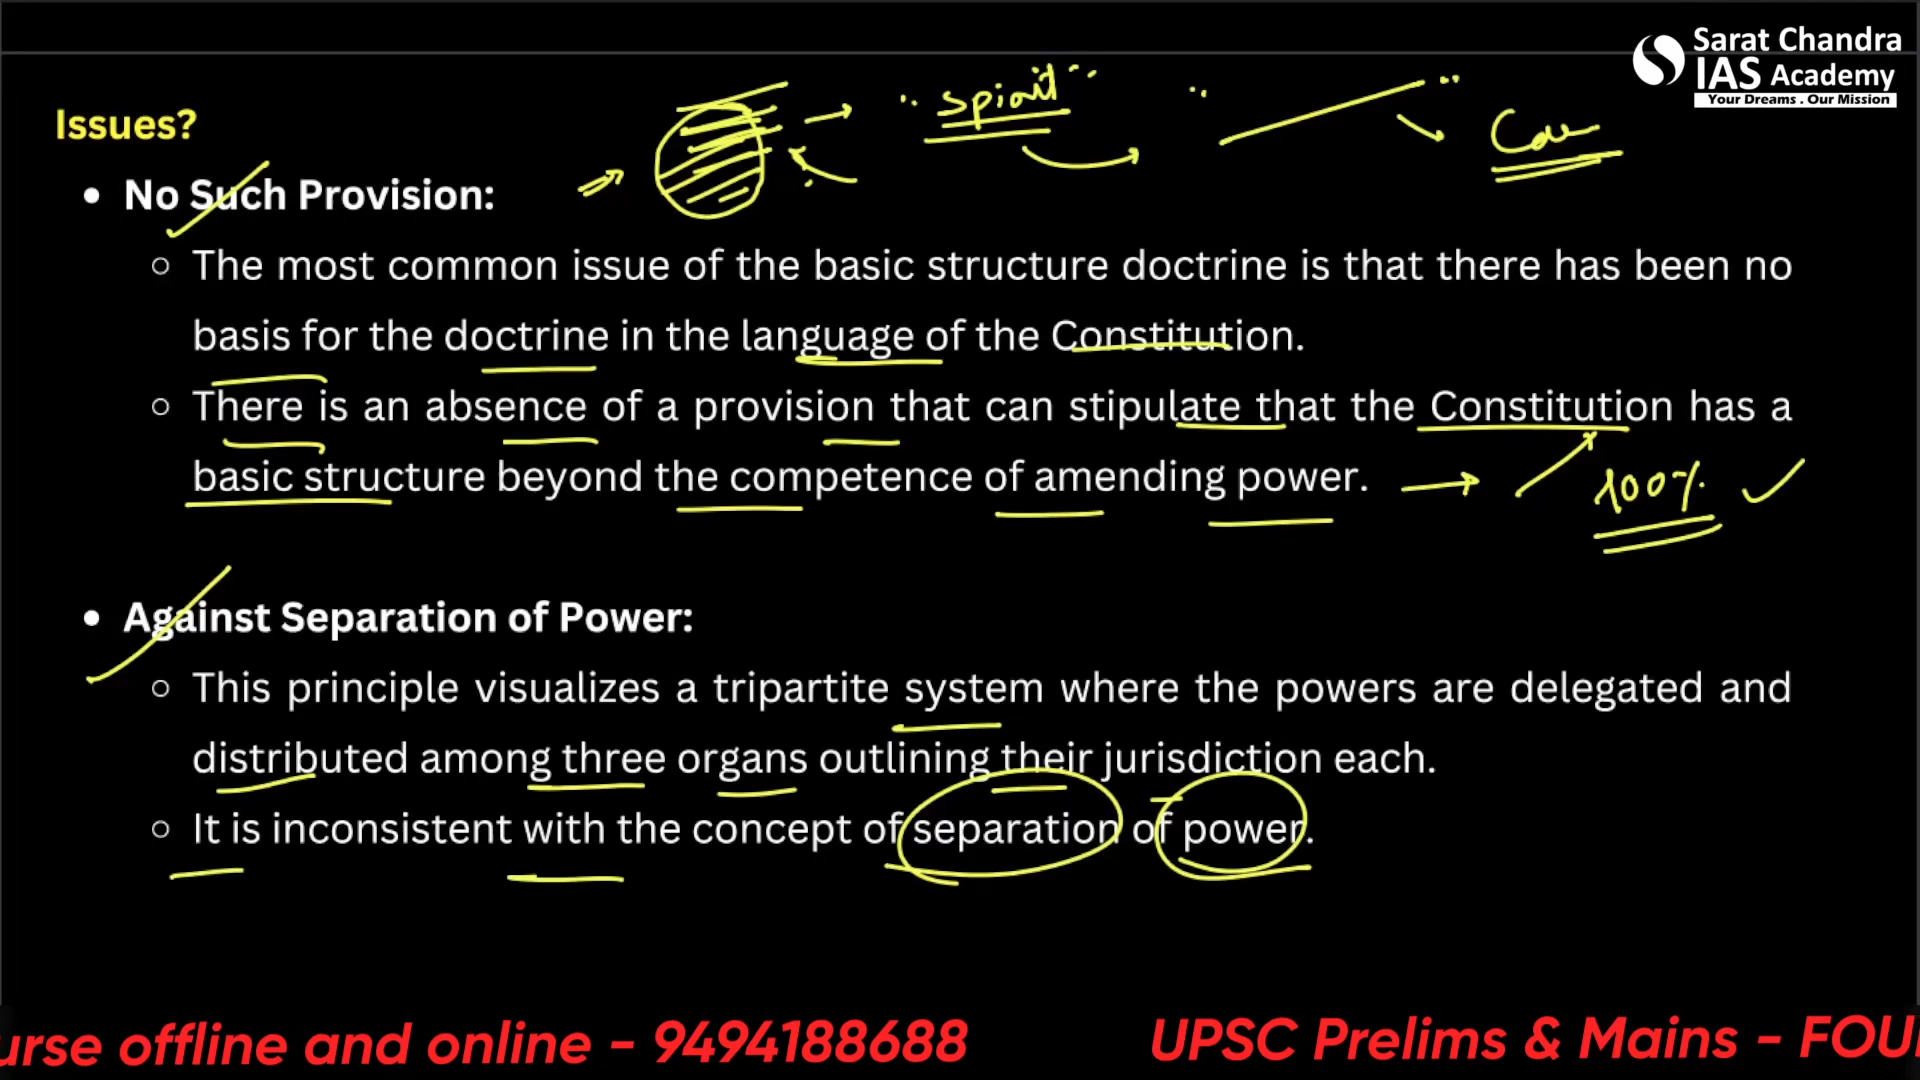 Sarat Chandra
IAS Academy
Your Dreams . Our Mission
"spirit"
Issues?
• No Such Provision:
○ The most common issue of the basic structure doctrine is that there has been no
basis for the doctrine in the language of the Constitution.
○ There is an absence of a provision that can stipulate that the Constitution has a
basic structure beyond the competence of amending power.
100%
• Against Separation of Power:
○ This principle visualizes a tripartite system where the powers are delegated and
distributed among three organs outlining their jurisdiction each.
○ It is inconsistent with the concept of separation of power.
urse offline and online - 9494188688
UPSC Prelims & Mains - FOU